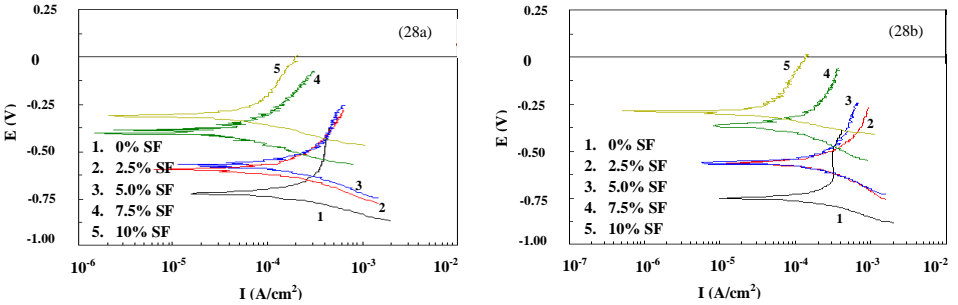 0.25
(28a)
0
5
4
-0.25
E (V)
1. 0% SF
-0.50
2. 2.5% SF
3. 5.0% SF
3
-0.75
4. 7.5% SF
2
1
5. 10% SF
-1.00
10-6
10-5
10-4
10-3
10-2
I (A/cm2)
0.25
(28b)
0
5
4
3
-0.25
2
E (V)
1. 0% SF
-0.50
2. 2.5% SF
3. 5.0% SF
-0.75
4. 7.5% SF
1
5. 10% SF
-1.00
10-7
10-6
10-5
10-4
10-3
10-2
I (A/cm2)